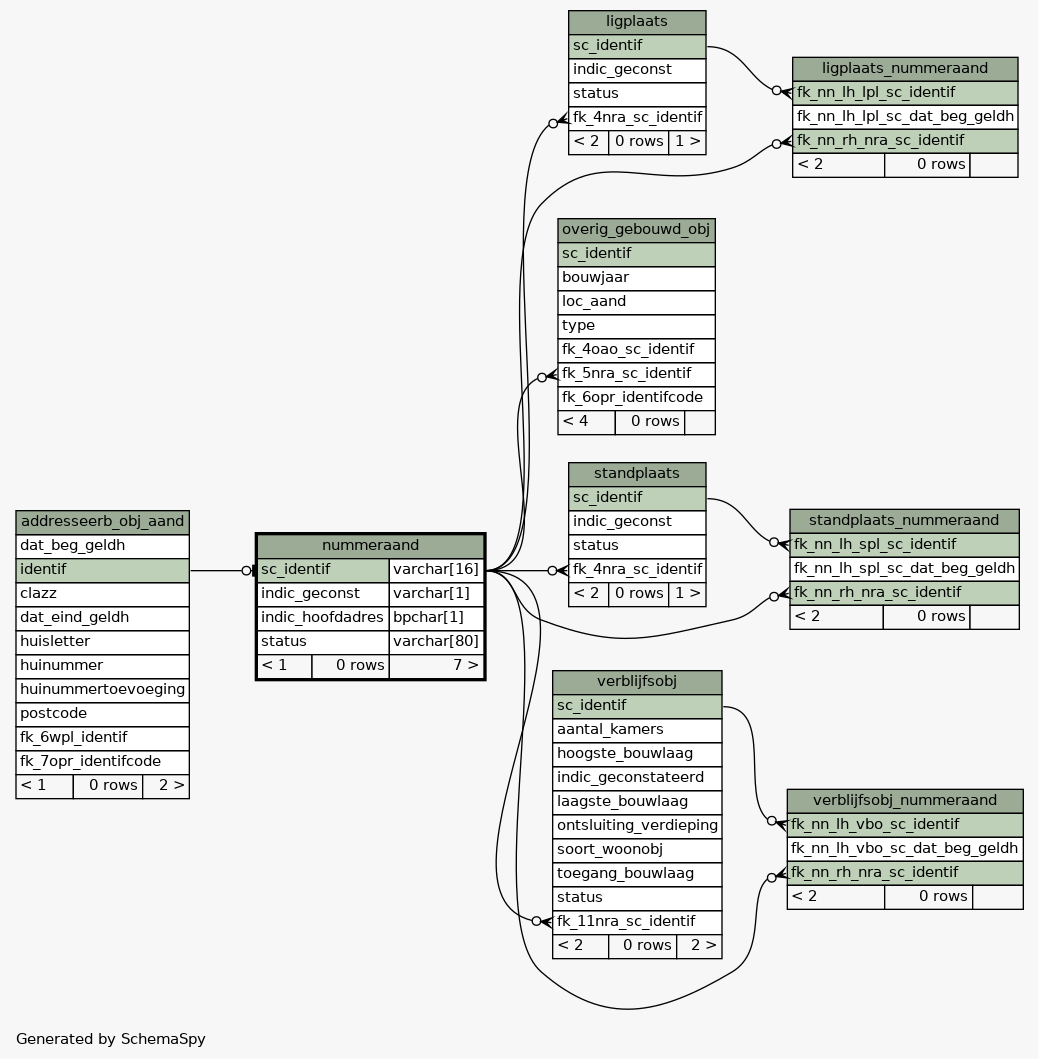 ligplaats
sc_identif
indic_geconst
status
fk_4nra_sc_identif
< 2 0 rows 1 >
ligplaats_nummeraand
fk_nn_lh_lpl_sc_identif
fk_nn_lh_lpl_sc_dat_beg_geldh
fk_nn_rh_nra_sc_identif
< 2 0 rows
overig_gebouwd_obj
sc_identif
bouwjaar
loc_aand
type
fk_4oao_sc_identif
fk_5nra_sc_identif
fk_6opr_identifcode
< 4 0 rows
standplaats
sc_identif
indic_geconst
status
fk_4nra_sc_identif
< 2 0 rows 1 >
standplaats_nummeraand
fk_nn_lh_spl_sc_identif
fk_nn_lh_spl_sc_dat_beg_geldh
fk_nn_rh_nra_sc_identif
< 2 0 rows
addresseerb_obj_aand
dat_beg_geldh
identif
clazz
dat_eind_geldh
huisletter
huinummer
huinummertoevoeging
postcode
fk_6wpl_identif
fk_7opr_identifcode
< 1 0 rows 2 >
nummeraand
sc_identif varchar[16]
indic_geconst varchar[1]
indic_hoofdadres bpchar[1]
status varchar[80]
< 1 0 rows 7 >
verblijfsobj
sc_identif
aantal_kamers
hoogste_bouwlaag
indic_geconstateerd
laagste_bouwlaag
ontsluiting_verdieping
soort_woonobj
toegang_bouwlaag
status
fk_11nra_sc_identif
< 2 0 rows 2 >
verblijfsobj_nummeraand
fk_nn_lh_vbo_sc_identif
fk_nn_lh_vbo_sc_dat_beg_geldh
fk_nn_rh_nra_sc_identif
< 2 0 rows
Generated by SchemaSpy